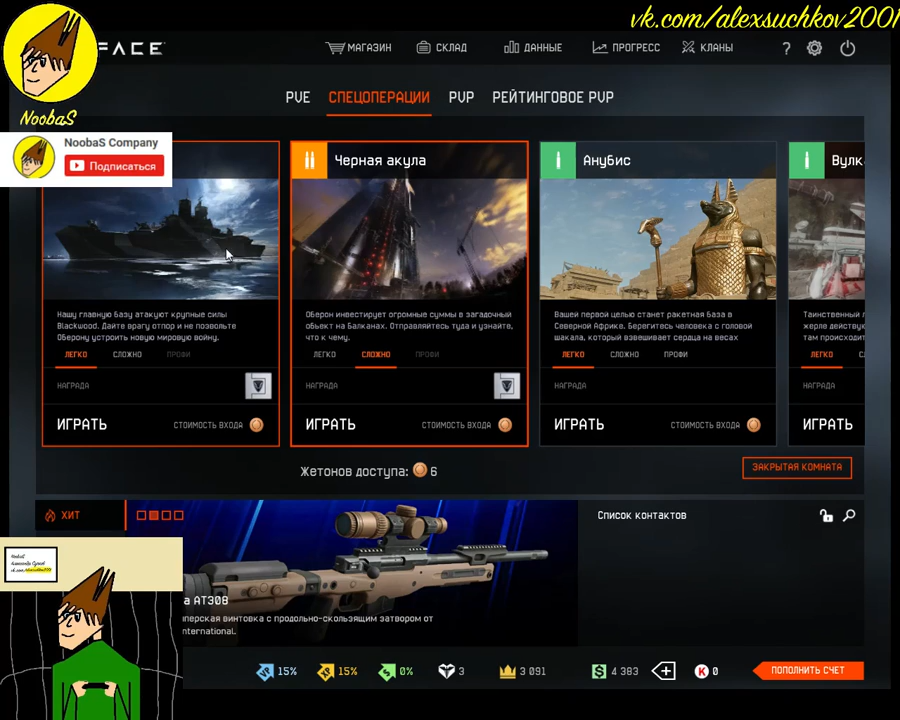 vk.com/alexsuchkov2001
FACE
МАГАЗИН
СКЛАД
ДАННЫЕ
ПРОГРЕСС
КЛАНЫ
?
NoobaS
PVE
СПЕЦОПЕРАЦИИ
PVP
РЕЙТИНГОВОЕ PVP
NoobaS Company
Подписаться
Нашу главную базу атакуют крупные силы
Blackwood. Дайте врагу отпор и не позвольте
Оберону устроить новую мировую войну.
ЛЕГКО
СЛОЖНО
ПРОФИ
НАГРАДА
ИГРАТЬ
СТОИМОСТЬ ВХОДА
Черная акула
Оберон инвестирует огромные суммы в загадочный
объект на Балканах. Отправляйтесь туда и узнайте,
что к чему.
ЛЕГКО
СЛОЖНО
ПРОФИ
НАГРАДА
ИГРАТЬ
СТОИМОСТЬ ВХОДА
Анубис
Вашей первой целью станет ракетная база в
Северной Африке. Берегитесь человека с головой
шакала, который взвешивает сердца на весах
ЛЕГКО
СЛОЖНО
ПРОФИ
НАГРАДА
ИГРАТЬ
СТОИМОСТЬ ВХОДА
Вулка
Таинственный
жерле действу
там происходит
ЛЕГКО
НАГРАДА
ИГРАТЬ
Жетонов доступа: 6
ЗАКРЫТАЯ КОМНАТА
ХИТ
Список контактов
а AT308
перская винтовка с продольно-скользящим затвором от
nternational.
15%
15%
0%
3
3 091
4 383
K 0
ПОПОЛНИТЬ СЧЕТ